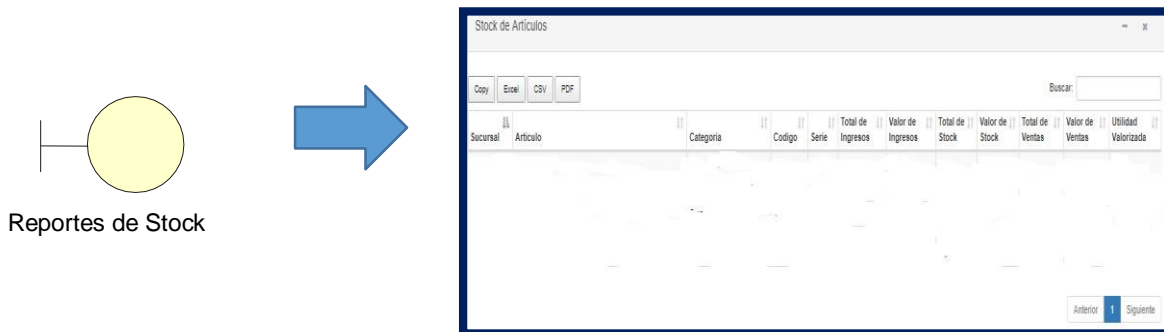 Reportes de Stock
Stock de Artículos
- x
Copy Excel CSV PDF
Buscar:
Sucursal Artículo Categoria Codigo Serie Total de Ingresos Valor de Ingresos Total de Stock Valor de Stock Total de Ventas Valor de Ventas Utilidad Valorizada
Anterior 1 Siguiente